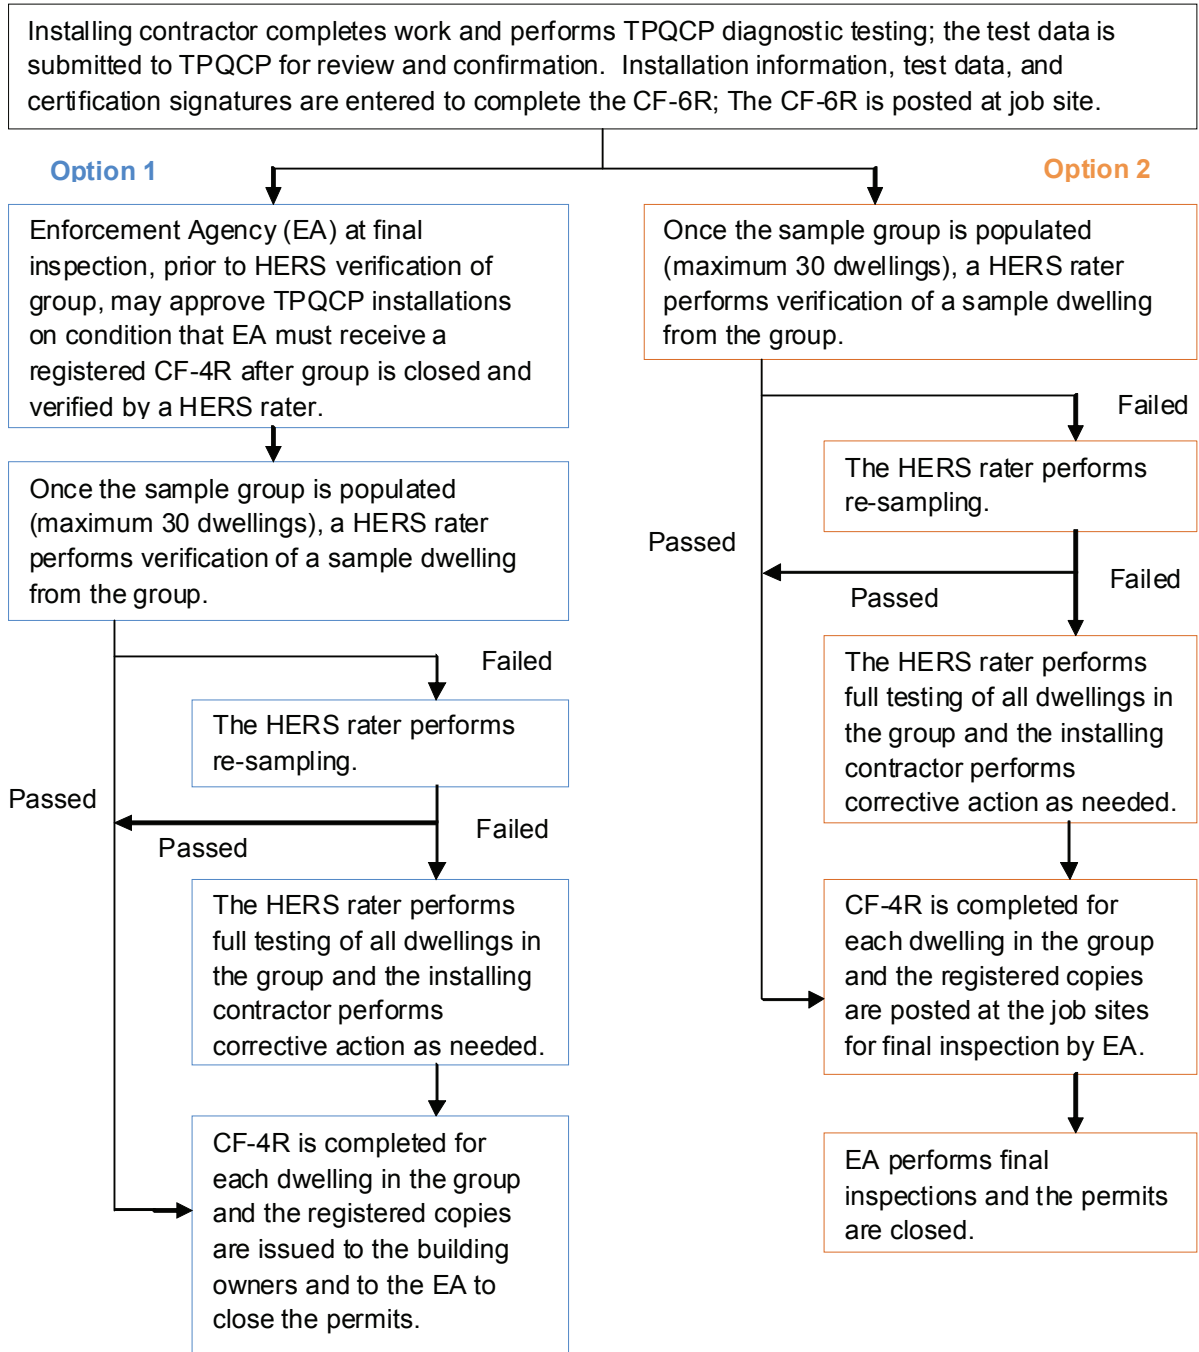 Installing contractor completes work and performs TPQCP diagnostic testing; the test data is
submitted to TPQCP for review and confirmation.  Installation information, test data, and
certification signatures are entered to complete the CF-6R; The CF-6R is posted at job site.
Option 1
Enforcement Agency (EA) at final
inspection, prior to HERS verification of
group, may approve TPQCP installations
on condition that EA must receive a
registered CF-4R after group is closed and
verified by a HERS rater.
Once the sample group is populated
(maximum 30 dwellings), a HERS rater
performs verification of a sample dwelling
from the group.
Failed
The HERS rater performs
re-sampling.
Passed
Failed
Passed
The HERS rater performs
full testing of all dwellings in
the group and the installing
contractor performs
corrective action as needed.
CF-4R is completed for
each dwelling in the group
and the registered copies
are issued to the building
owners and to the EA to
close the permits.
Option 2
Once the sample group is populated
(maximum 30 dwellings), a HERS rater
performs verification of a sample dwelling
from the group.
Failed
The HERS rater performs
re-sampling.
Passed
Failed
Passed
The HERS rater performs
full testing of all dwellings in
the group and the installing
contractor performs
corrective action as needed.
CF-4R is completed for
each dwelling in the group
and the registered copies
are posted at the job sites
for final inspection by EA.
EA performs final
inspections and the permits
are closed.